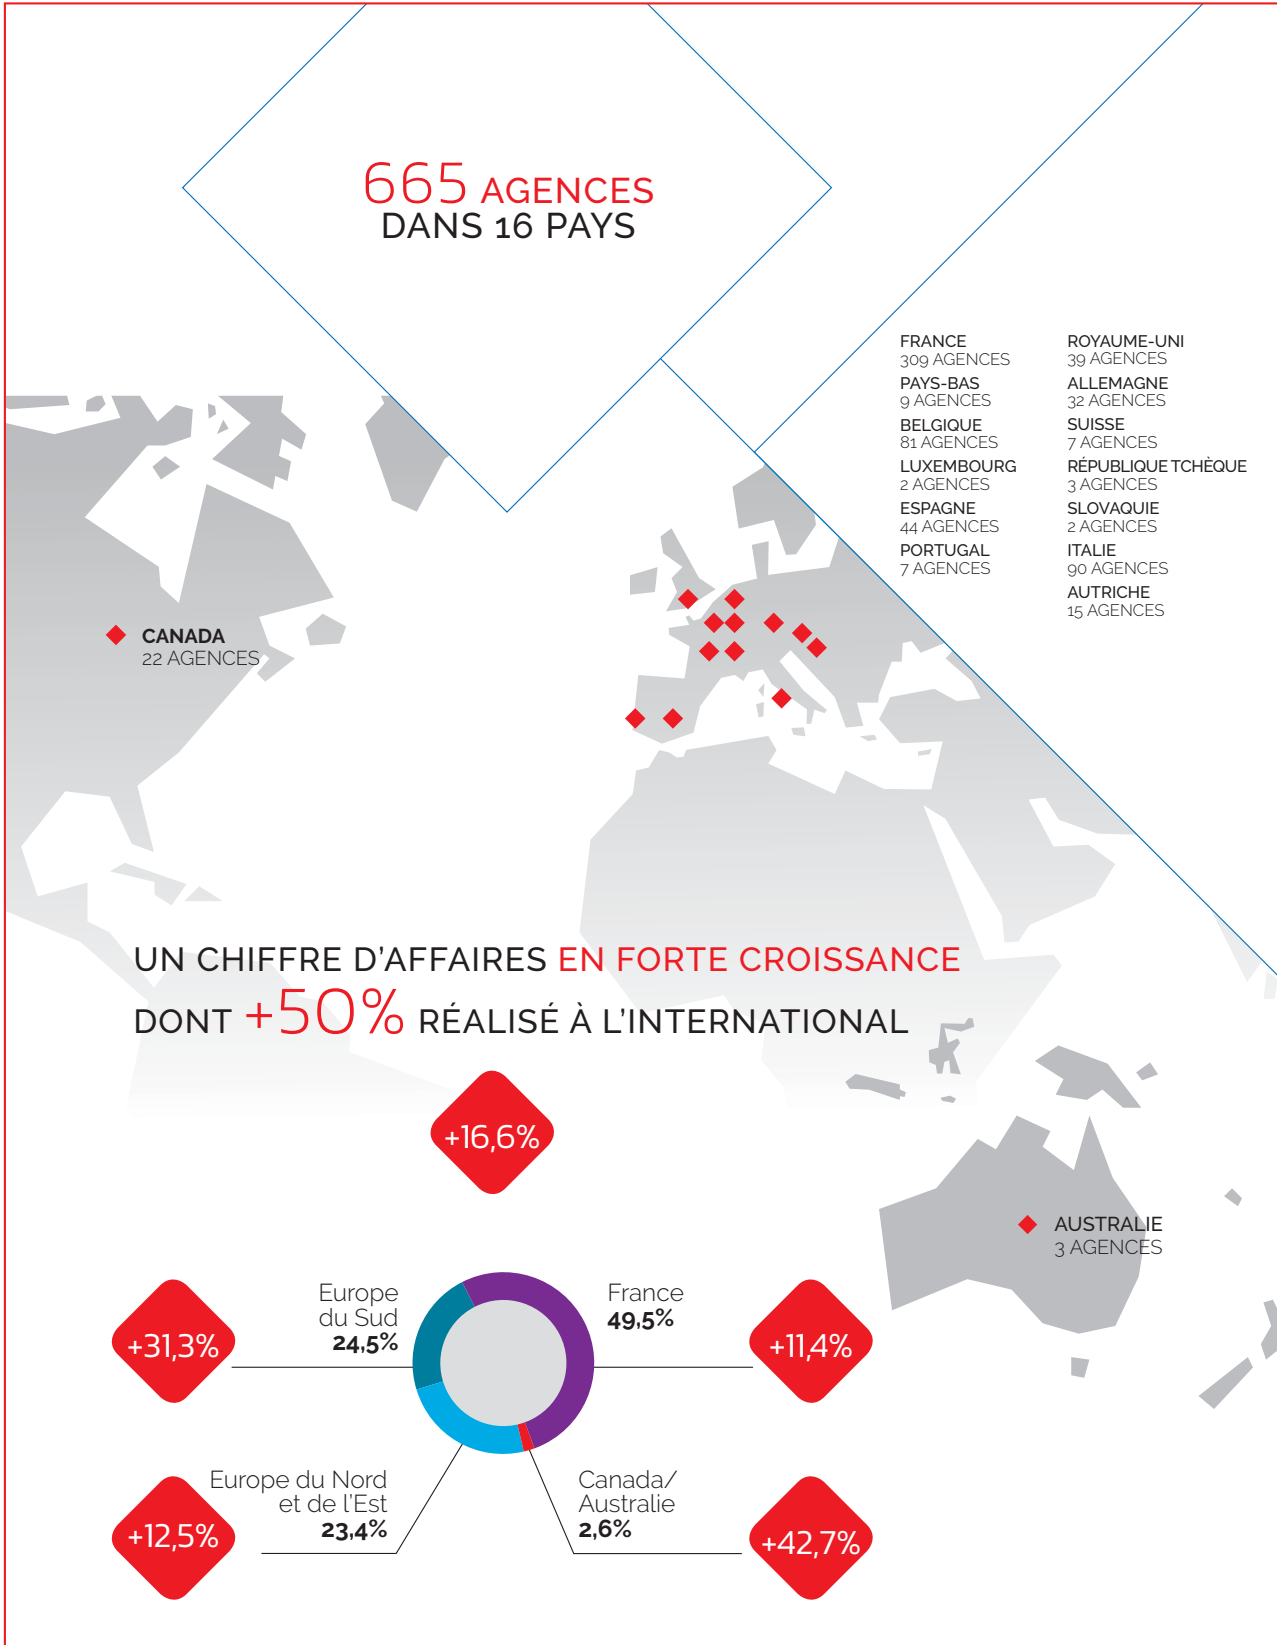 665 AGENCES
DANS 16 PAYS
FRANCE
309 AGENCES
PAYS-BAS
9 AGENCES
BELGIQUE
81 AGENCES
LUXEMBOURG
2 AGENCES
ESPAGNE
44 AGENCES
PORTUGAL
7 AGENCES
ROYAUME-UNI
39 AGENCES
ALLEMAGNE
32 AGENCES
SUISSE
7 AGENCES
RÉPUBLIQUE TCHÈQUE
3 AGENCES
SLOVAQUIE
2 AGENCES
ITALIE
90 AGENCES
AUTRICHE
15 AGENCES
CANADA
22 AGENCES
UN CHIFFRE D’AFFAIRES EN FORTE CROISSANCE
DONT +50% RÉALISÉ À L’INTERNATIONAL
+16,6%
AUSTRALIE
3 AGENCES
+31,3%
Europe
du Sud
24,5%
France
49,5%
+11,4%
+12,5%
Europe du Nord
et de l’Est
23,4%
Canada/
Australie
2,6%
+42,7%